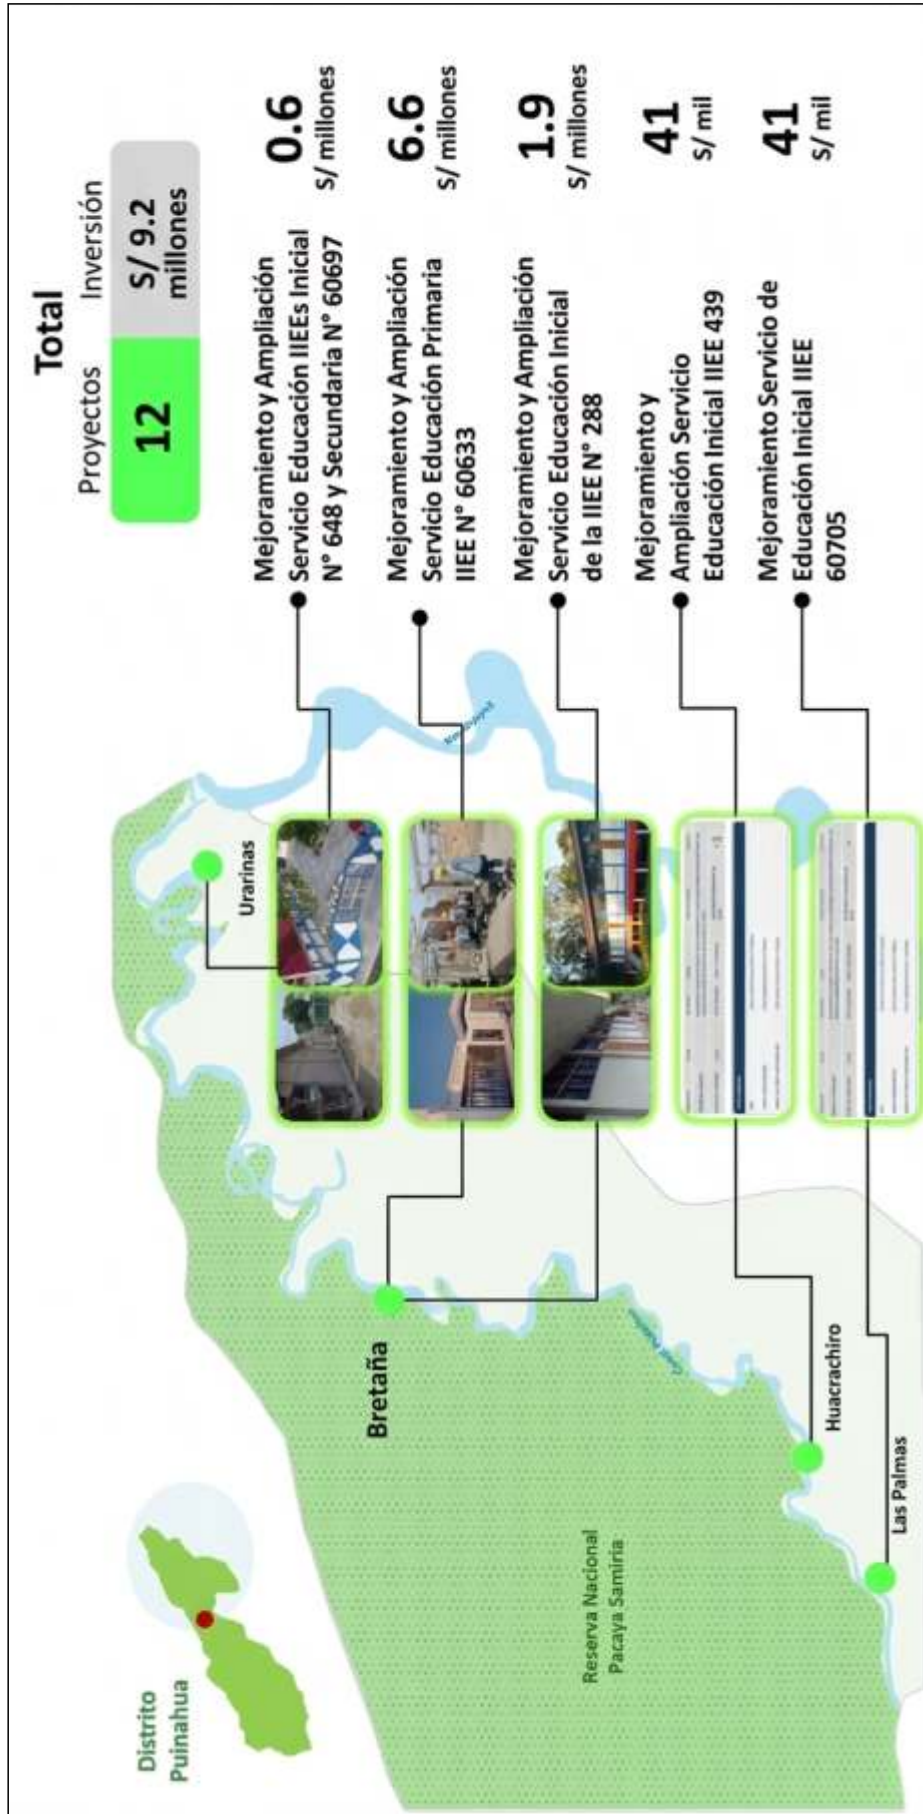 Distrito
Puinahua
Total
Proyectos
Inversión
12
S/ 9.2
millones
Urarinas
Bretaña
Reserva Nacional
Pacaya Samiria
Huacrachiro
Las Palmas
Mejoramiento y Ampliación
Servicio Educación IIEEs Inicial
N° 648 y Secundaria N° 60697
0.6
S/ millones
Mejoramiento y Ampliación
Servicio Educación Primaria
IIEE N° 60633
6.6
S/ millones
Mejoramiento y Ampliación
Servicio Educación Inicial
de la IIEE N° 288
1.9
S/ millones
Mejoramiento y
Ampliación Servicio
Educación Inicial IIEE 439
41
S/ mil
Mejoramiento Servicio de
Educación Inicial IIEE
60705
41
S/ mil